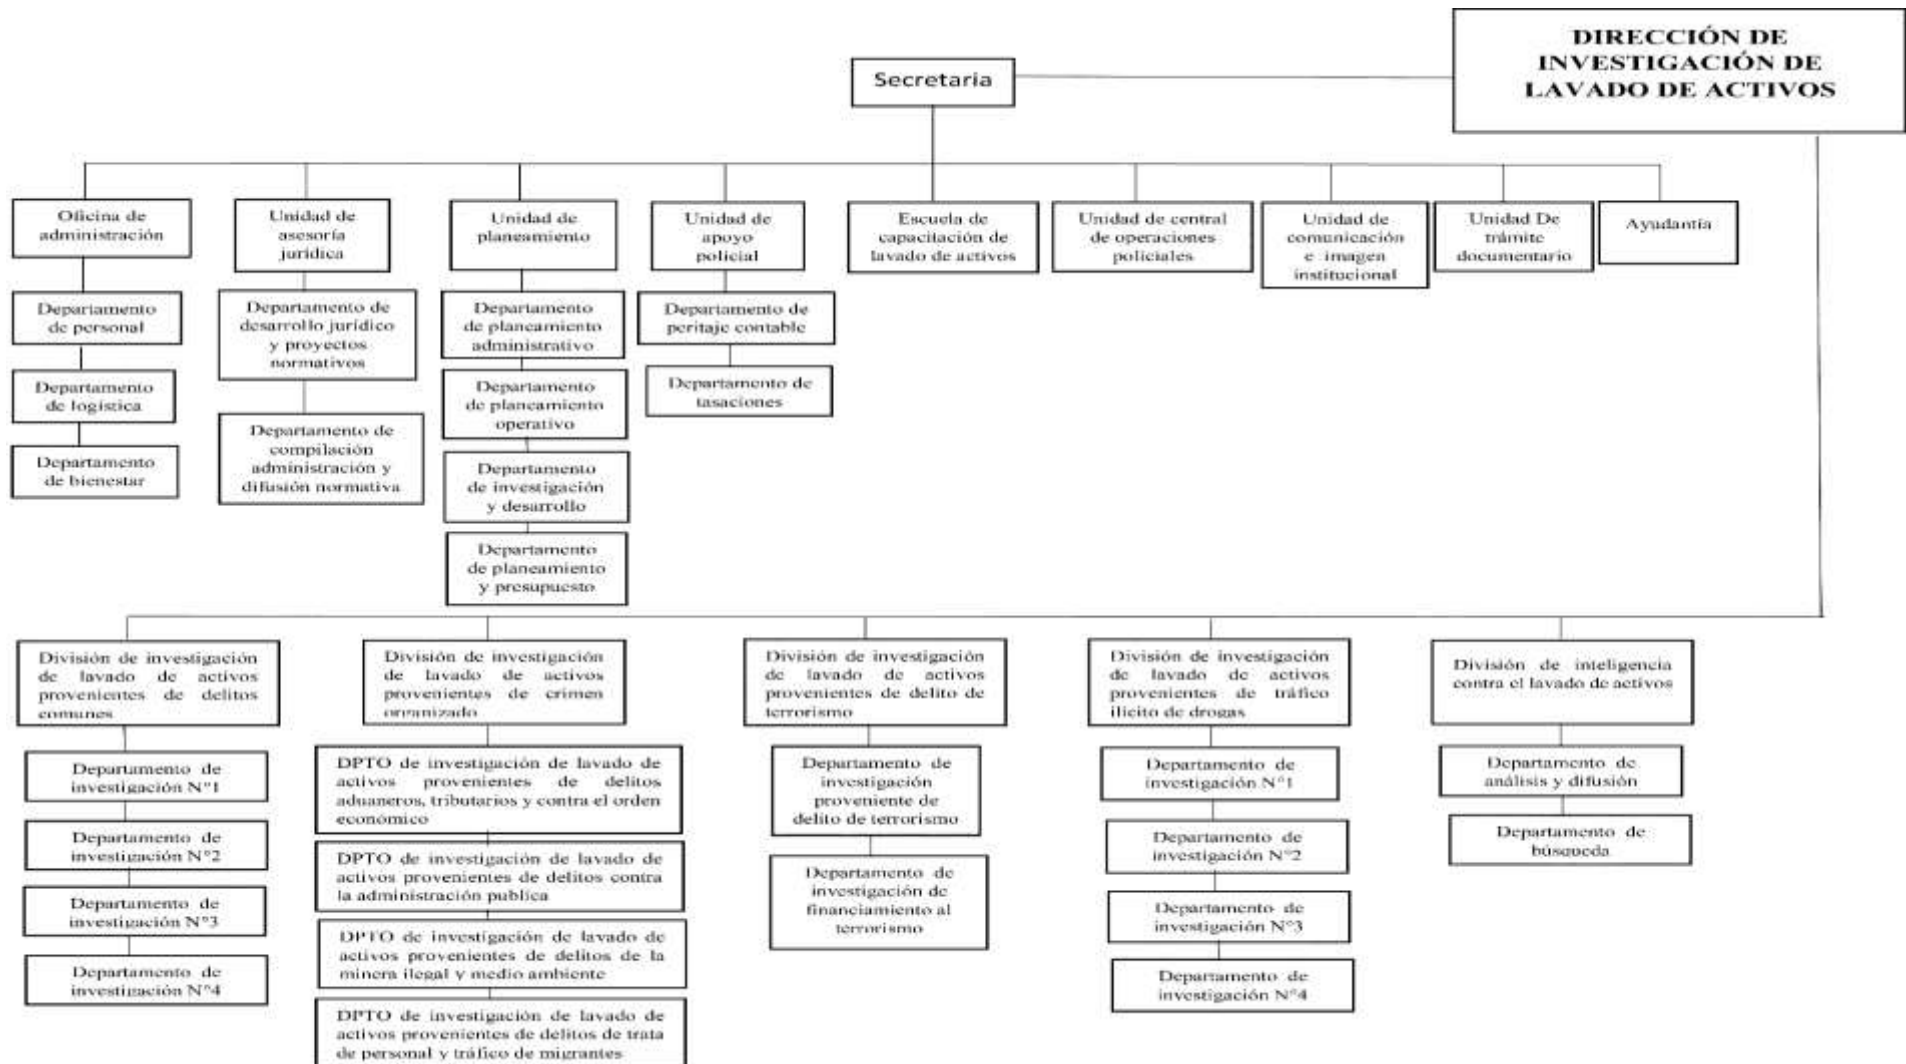 DIRECCIÓN DE
INVESTIGACIÓN DE
LAVADO DE ACTIVOS
Secretaria
Oficina de
administración
Unidad de
asesoría
jurídica
Unidad de
planeamiento
Unidad de
apoyo
policial
Escuela de
capacitación de
lavado de activos
Unidad de central
de operaciones
policiales
Unidad de
comunicación
e imagen
institucional
Unidad De
trámite
documentario
Ayudantía
Departamento
de personal
Departamento
de logística
Departamento
de bienestar
Departamento de
desarrollo jurídico
y proyectos
normativos
Departamento de
compilación
administración y
difusión normativa
Departamento
de planeamiento
administrativo
Departamento
de planeamiento
operativo
Departamento
de investigación
y desarrollo
Departamento
de planeamiento
y presupuesto
Departamento de
peritaje contable
Departamento de
tasaciones
División de investigación
de lavado de activos
provenientes de delitos
comunes
Departamento de
investigación N°1
Departamento de
investigación N°2
Departamento de
investigación N°3
Departamento de
investigación N°4
División de investigación
de lavado de activos
provenientes de crimen
organizado
DPTO de investigación de lavado de
activos provenientes de delitos
aduaneros, tributarios y contra el orden
económico
DPTO de investigación de lavado de
activos provenientes de delitos contra
la administración publica
DPTO de investigación de lavado de
activos provenientes de delitos de la
minera ilegal y medio ambiente
DPTO de investigación de lavado de
activos provenientes de delitos de trata
de personal y tráfico de migrantes
División de investigación
de lavado de activos
provenientes de delito de
terrorismo
Departamento de
investigación
proveniente de
delito de terrorismo
Departamento de
investigación de
financiamiento al
terrorismo
División de investigación
de lavado de activos
provenientes de tráfico
ilícito de drogas
Departamento de
investigación N°1
Departamento de
investigación N°2
Departamento de
investigación N°3
Departamento de
investigación N°4
División de inteligencia
contra el lavado de activos
Departamento de
análisis y difusión
Departamento de
búsqueda